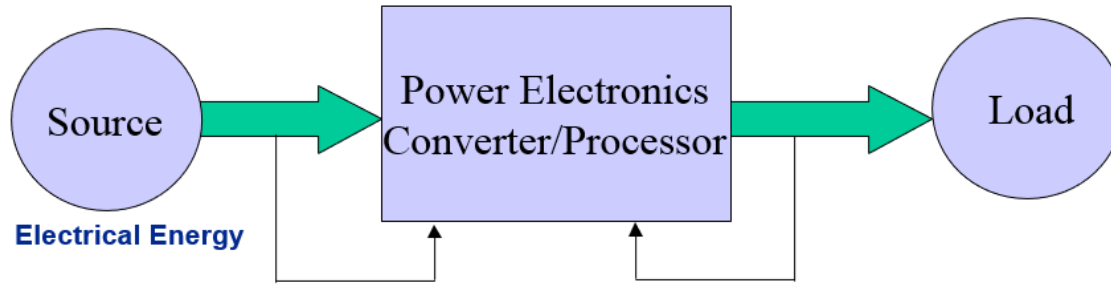 Source
Electrical Energy
Power Electronics
Converter/Processor
Load